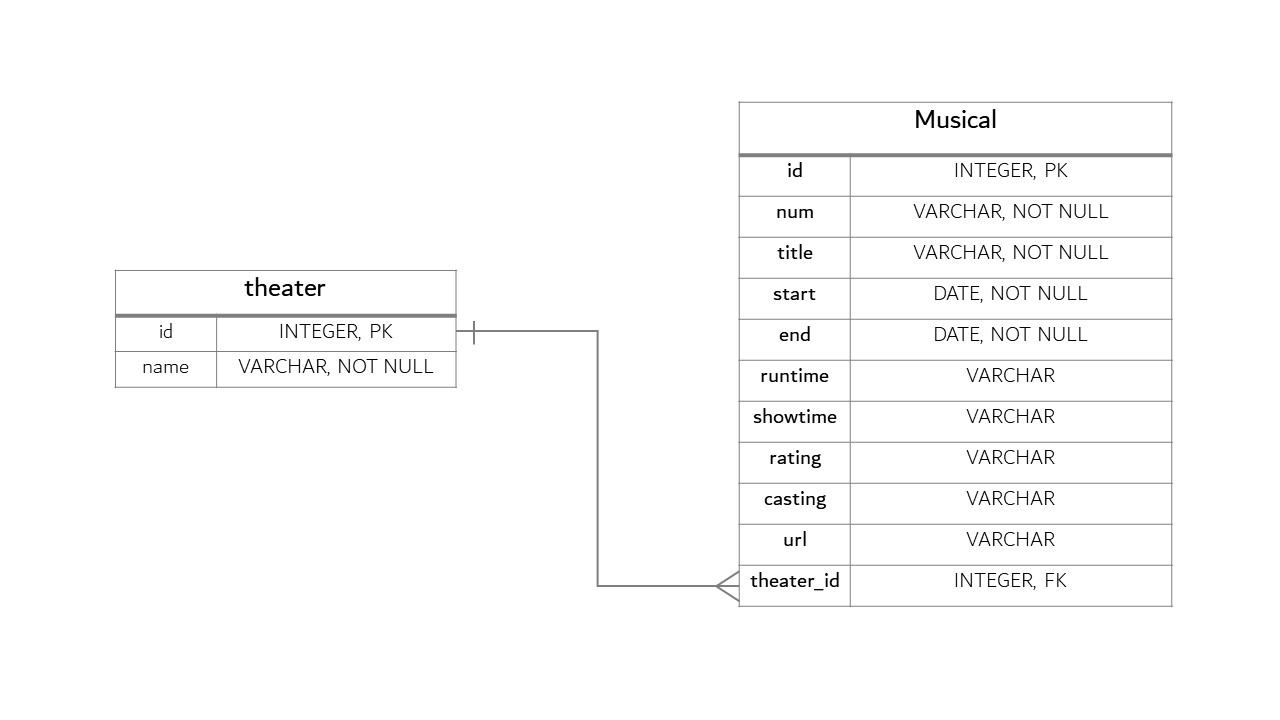 theater
id INTEGER, PK
name VARCHAR, NOT NULL
Musical
id INTEGER, PK
num VARCHAR, NOT NULL
title VARCHAR, NOT NULL
start DATE, NOT NULL
end DATE, NOT NULL
runtime VARCHAR
showtime VARCHAR
rating VARCHAR
casting VARCHAR
url VARCHAR
theater_id INTEGER, FK